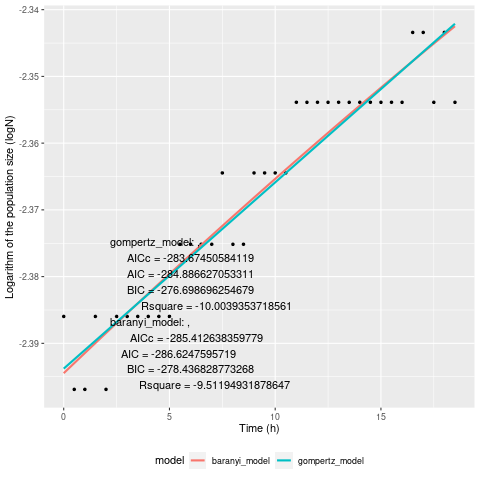 -2.34
-2.35
-2.36
-2.37
-2.38
-2.39
Logarithm of the population size (logN)
gompertz_model:
AICc = -283.67450584119
AIC = -284.886627053311
BIC = -276.698696254679
Rsquare = -10.0039353718561
baranyi_model: ,
AICc = -285.412638359779
AIC = -286.6247595719
BIC = -278.436828773268
Rsquare = -9.51194931878647
0 5 10 15
Time (h)
model baranyi_model gompertz_model